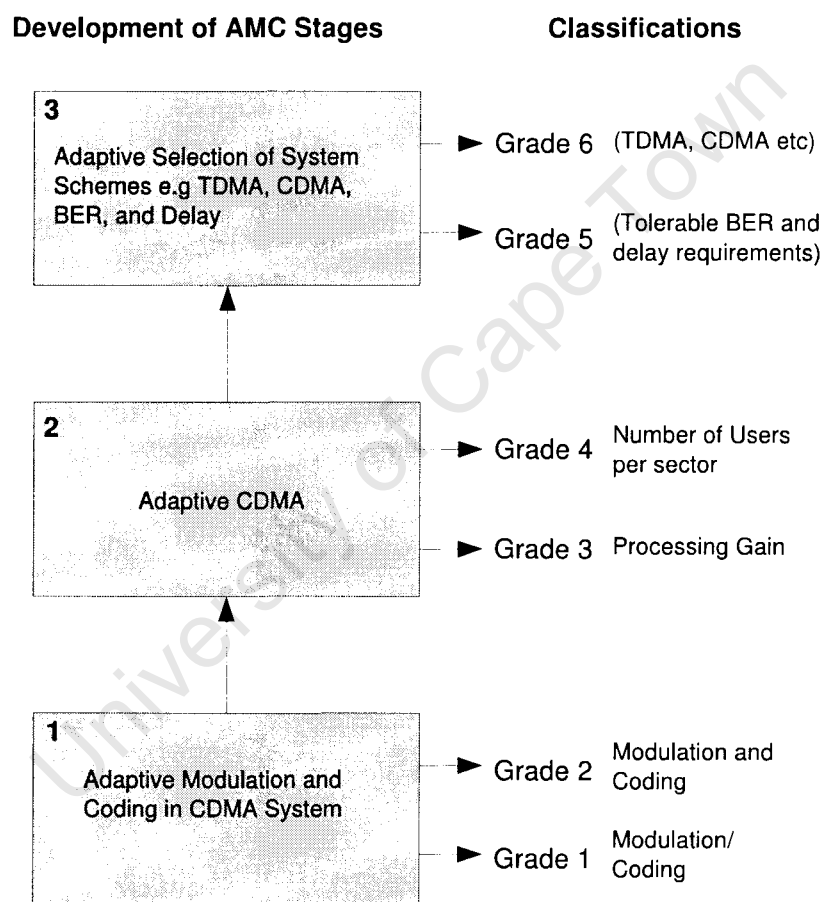 Development of AMC Stages
Classifications
3
Adaptive Selection of System
Schemes e.g TDMA, CDMA,
BER, and Delay
Grade 6 (TDMA, CDMA etc)
Grade 5 (Tolerable BER and
delay requirements)
2
Adaptive CDMA
Grade 4 Number of Users
per sector
Grade 3 Processing Gain
1
Adaptive Modulation and
Coding in CDMA System
Grade 2 Modulation and
Coding
Grade 1 Modulation/
Coding
University of Cape Town